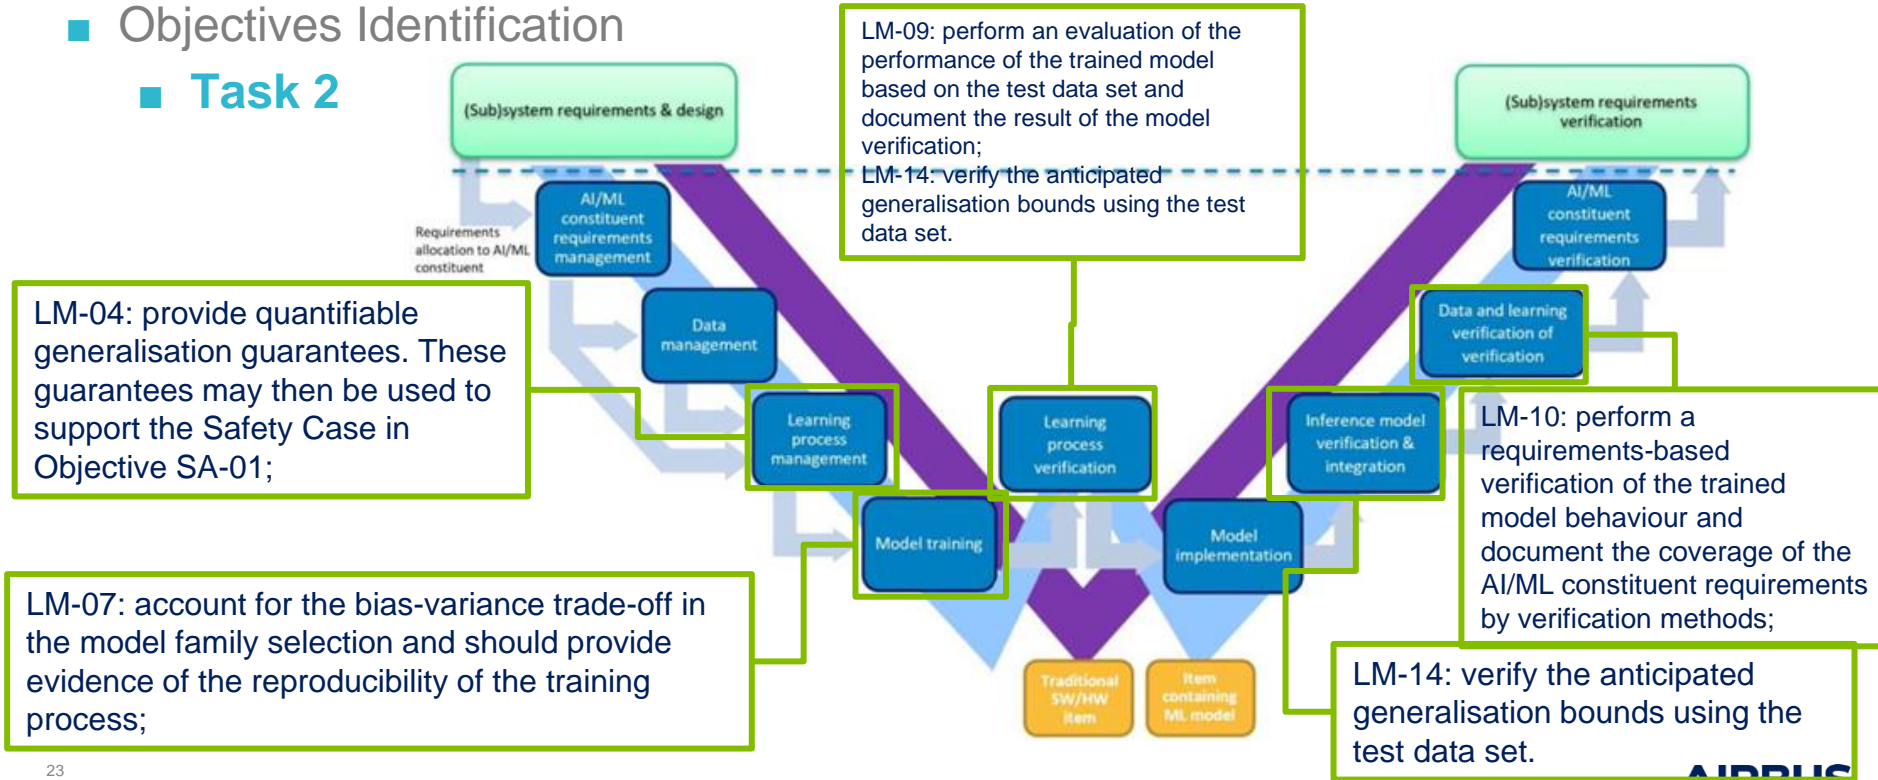 Objectives Identification
Task 2
(Sub)system requirements & design
LM-09: perform an evaluation of the
performance of the trained model
based on the test data set and
document the result of the model
verification;
LM-14: verify the anticipated
generalisation bounds using the test
data set.
(Sub)system requirements
verification
AI/ML
constituent
requirements
management
Requirements
allocation to AI/ML
constituent
AI/ML
constituent
requirements
verification
LM-04: provide quantifiable
generalisation guarantees. These
guarantees may then be used to
support the Safety Case in
Objective SA-01;
Data
management
Data and learning
verification of
verification
Learning
process
management
Learning
process
verification
Inference model
verification &
integration
LM-10: perform a
requirements-based
verification of the trained
model behaviour and
document the coverage of the
AI/ML constituent requirements
by verification methods;
Model training
Model
implementation
LM-07: account for the bias-variance trade-off in
the model family selection and should provide
evidence of the reproducibility of the training
process;
Traditional
SW/HW
item
Item
containing
ML model
LM-14: verify the anticipated
generalisation bounds using the
test data set.
23
AIRBUS